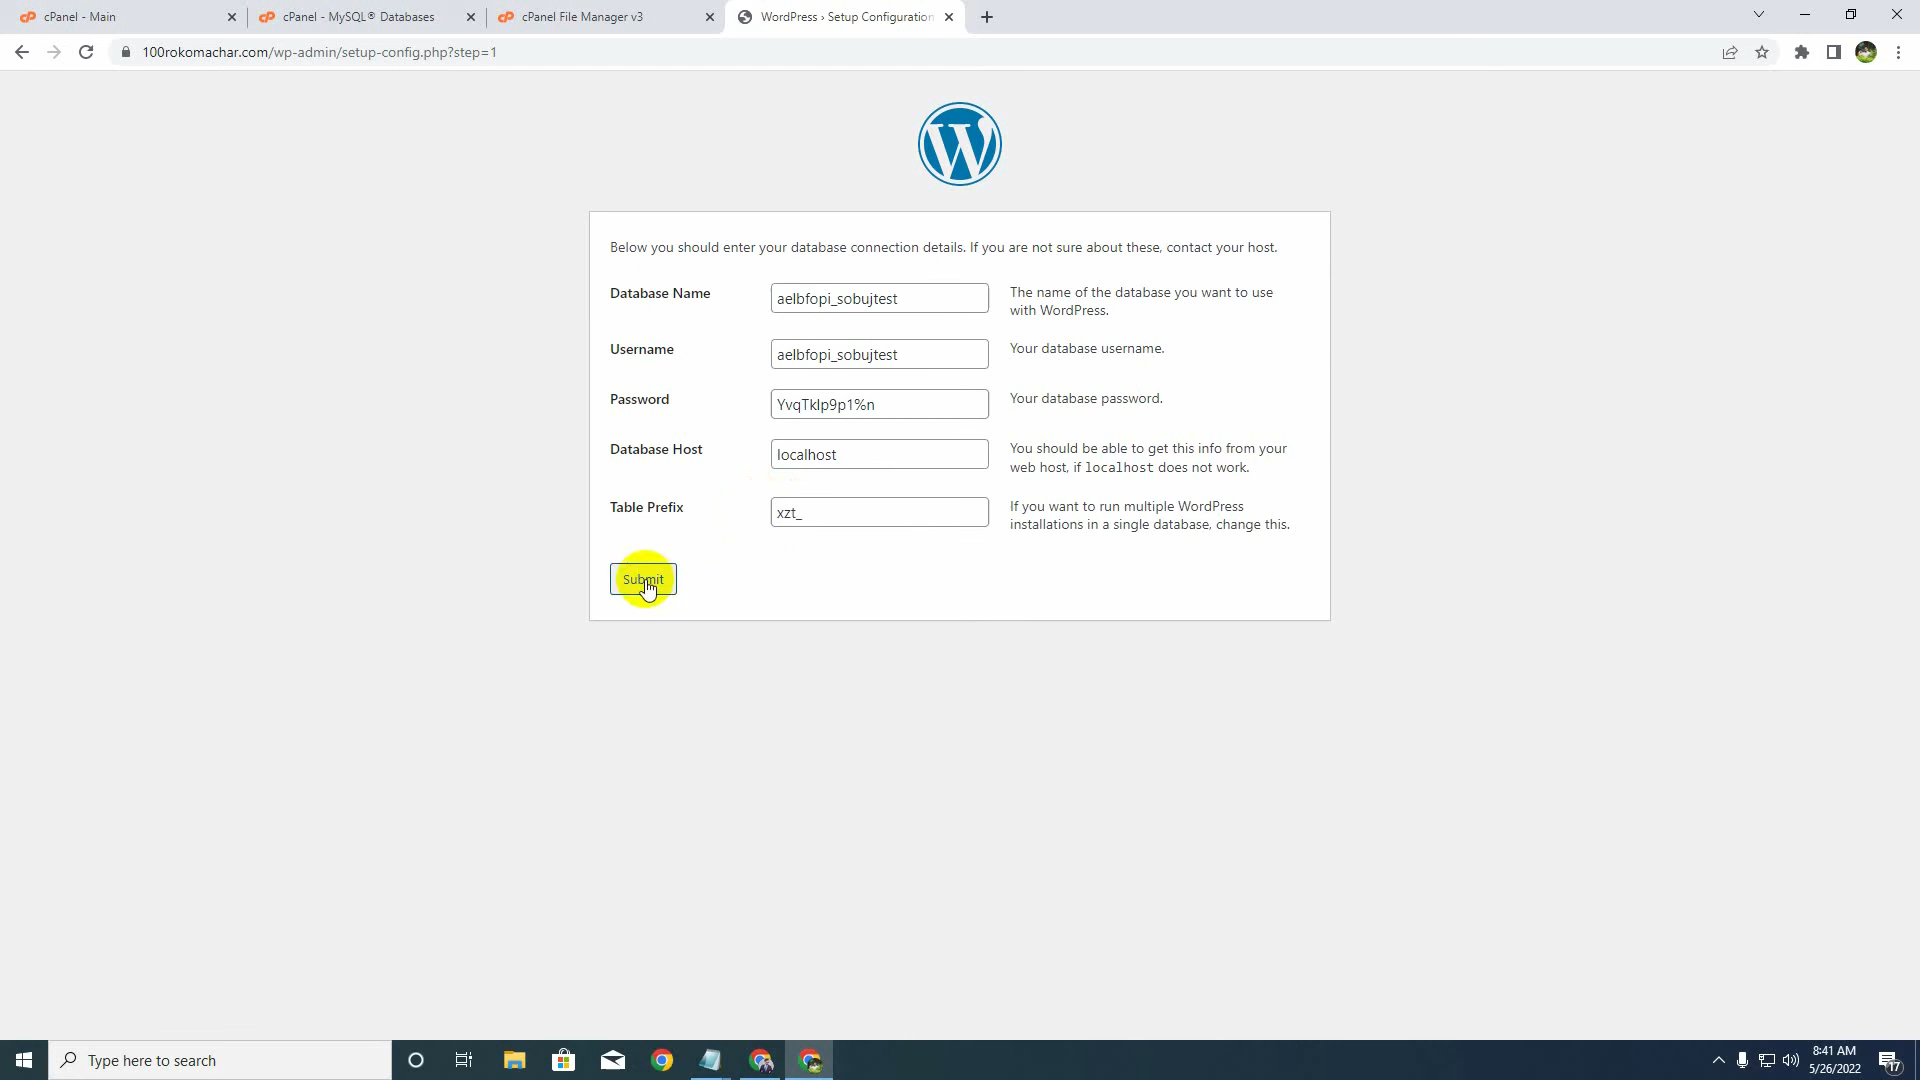 cPanel - Main
cPanel - MySQL® Databases
cPanel File Manager v3
WordPress › Setup Configuration
100rokomachar.com/wp-admin/setup-config.php?step=1
Below you should enter your database connection details. If you are not sure about these, contact your host.
Database Name
aelbfopi_sobujtest
The name of the database you want to use
with WordPress.
Username
aelbfopi_sobujtest
Your database username.
Password
YvqTkIp9p1%n
Your database password.
Database Host
localhost
You should be able to get this info from your
web host, if localhost does not work.
Table Prefix
xzt_
If you want to run multiple WordPress
installations in a single database, change this.
Submit
Type here to search
8:41 AM
5/26/2022
17